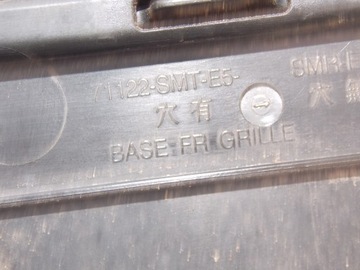 71122-SMT-E5-
穴有
BASE FR GRILLE